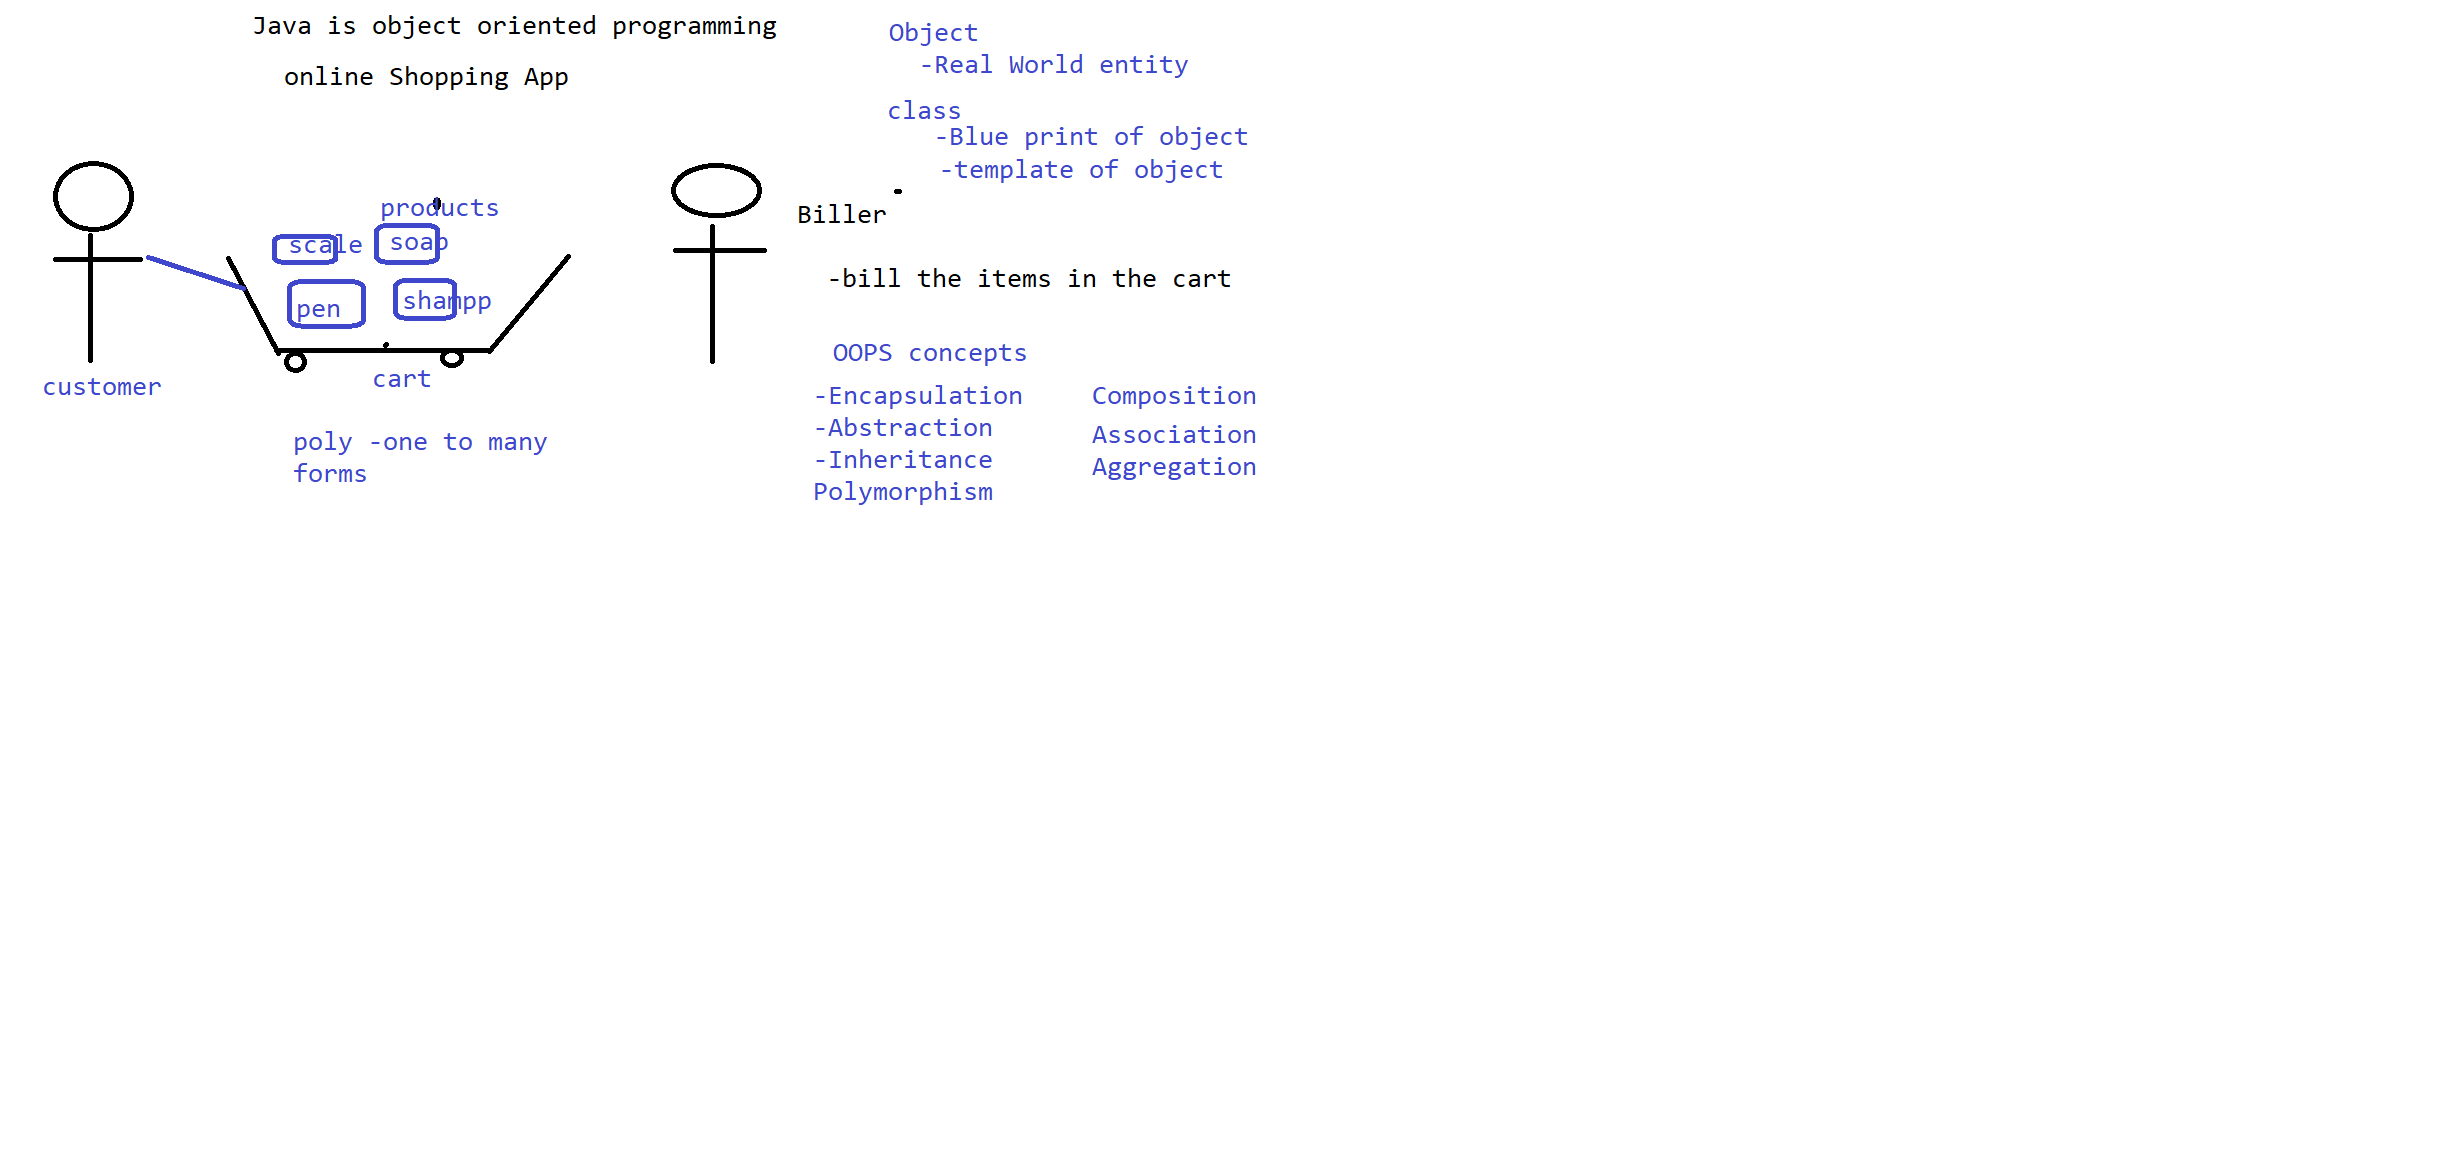 Java is object oriented programming
online Shopping App
Object
-Real World entity
class
-Blue print of object
-template of object
products
scale
soap
pen
shampp
customer
cart
Biller
-bill the items in the cart
poly -one to many
forms
OOPS concepts
-Encapsulation
-Abstraction
-Inheritance
Polymorphism
Composition
Association
Aggregation